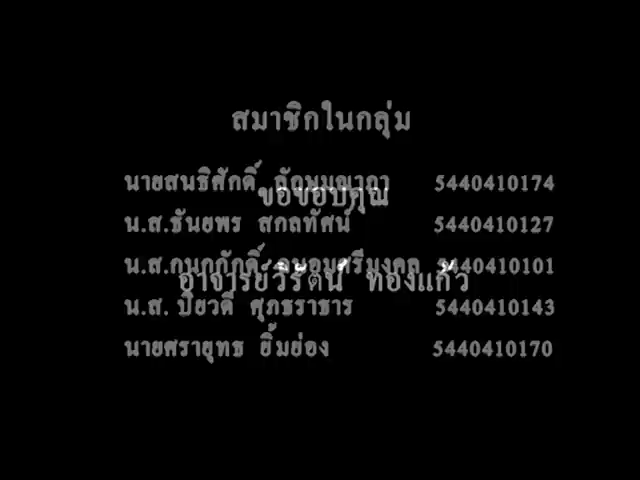 สมาชิกในกลุ่ม
นายสนธิศักดิ์ 5440410174
ขอขอบคุณ
น.ส.ธันยพร สกลทัศน์ 5440410127
น.ส.กนกภักดิ์ 5440410101
อาจารย์วิรัตน์ ทองแก้ว
น.ส. ปิยวดี ศุภธราธาร 5440410143
นายศรายุทธ ยิ้มย่อง 5440410170